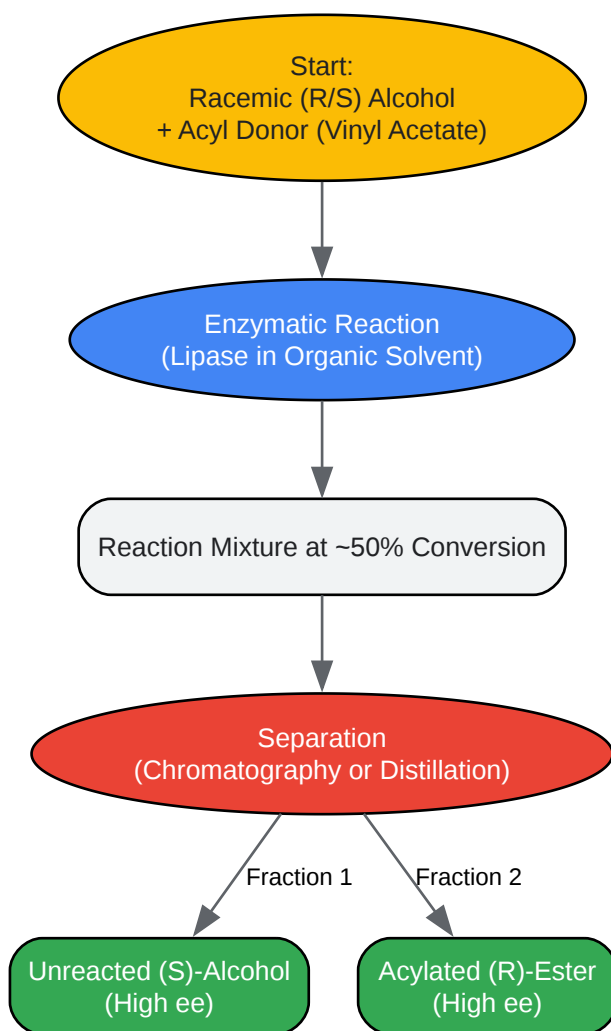 Start:
Racemic (R/S) Alcohol
+ Acyl Donor (Vinyl Acetate)
Enzymatic Reaction
(Lipase in Organic Solvent)
Reaction Mixture at ~50% Conversion
Separation
(Chromatography or Distillation)
Fraction 1
Fraction 2
Unreacted (S)-Alcohol
(High ee)
Acylated (R)-Ester
(High ee)